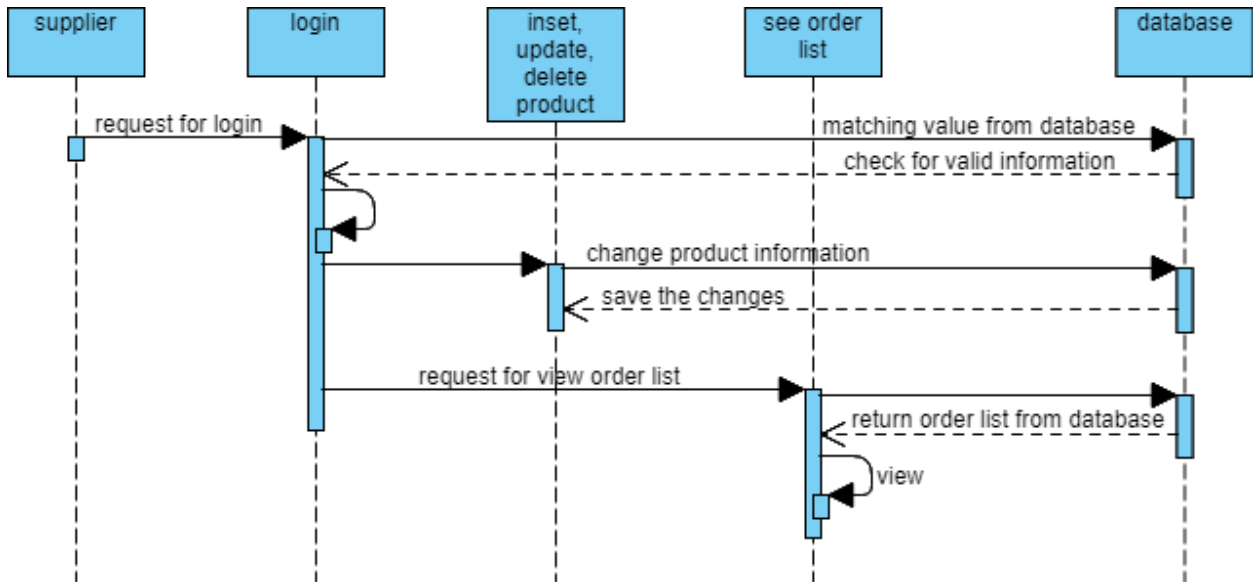 supplier
login
inset,
update,
delete
product
see order
list
database
request for login
matching value from database
check for valid information
change product information
save the changes
request for view order list
return order list from database
view